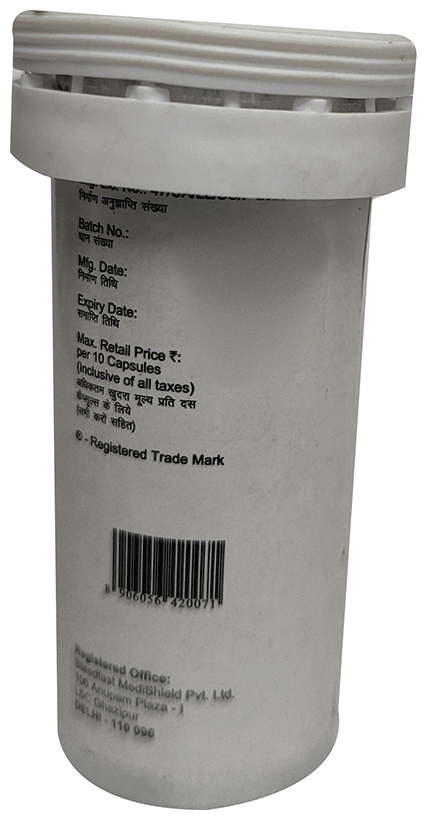 निर्माण अनुज्ञाप्ति संख्या
Batch No.:
घान संख्या
Mfg. Date:
निर्माण तिथि
Expiry Date:
समाप्ति तिथि
Max. Retail Price ₹:
per 10 Capsules
(Inclusive of all taxes)
अधिकतम खुदरा मूल्य प्रति दस
कैप्सूल्स के लिये
(सभी करों सहित)
® - Registered Trade Mark
8 906056 420071
Registered Office:
Steadfast MediShield Pvt. Ltd.
106 Anupam Plaza - I
LSC Ghazipur
DELHI - 110 096